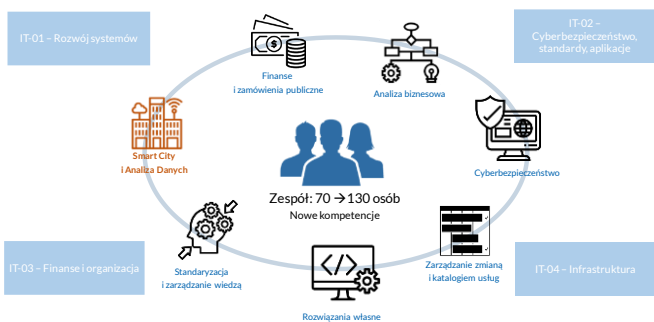 IT-01 – Rozwój systemów
IT-02 –
Cyberbezpieczeństwo,
standardy, aplikacje
Finanse
i zamówienia publiczne
Analiza biznesowa
Smart City
i Analiza Danych
Cyberbezpieczeństwo
Zespół: 70 → 130 osób
Nowe kompetencje
IT-03 – Finanse i organizacja
Standaryzacja
i zarządzanie wiedzą
Zarządzanie zmianą
i katalogiem usług
IT-04 – Infrastruktura
Rozwiązania własne